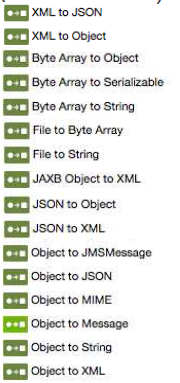 XML to JSON
XML to Object
Byte Array to Object
Byte Array to Serializable
Byte Array to String
File to Byte Array
File to String
JAXB Object to XML
JSON to Object
JSON to XML
Object to JMSMessage
Object to JSON
Object to MIME
Object to Message
Object to String
Object to XML